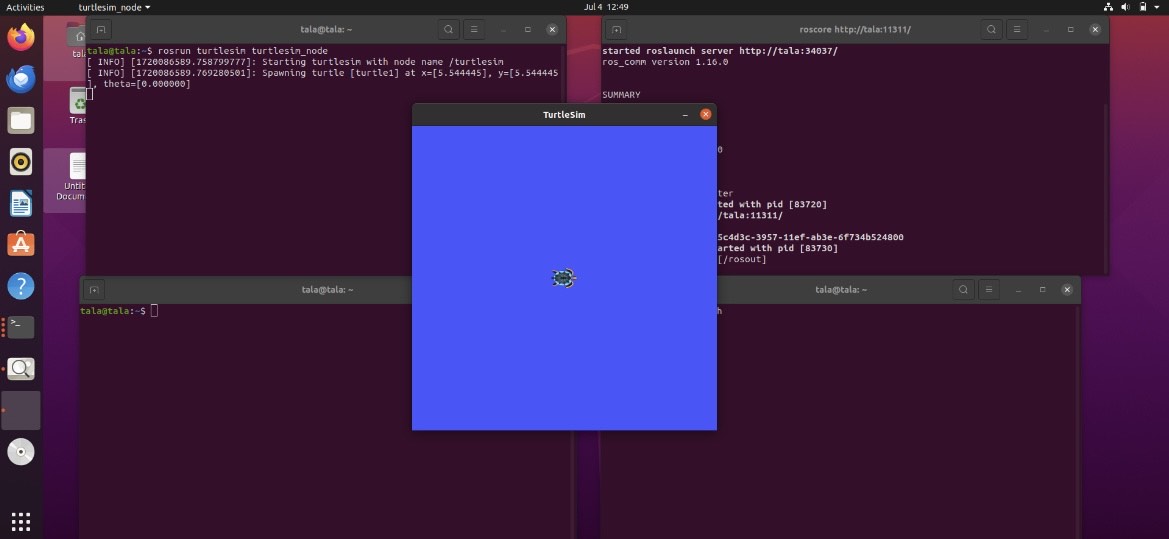 Activities
turtlesim_node
Jul 4 12:49
tala@tala: ~
tala@tala:~$ rosrun turtlesim turtlesim_node
[ INFO] [1720086589.758799777]: Starting turtlesim with node name /turtlesim
[ INFO] [1720086589.769280501]: Spawning turtle [turtle1] at x=[5.544445], y=[5.544445
], theta=[0.000000]
roscore http://tala:11311/
started roslaunch server http://tala:34037/
ros_comm version 1.16.0
SUMMARY
0
ter
ted with pid [83720]
/tala:11311/
5c4d3c-3957-11ef-ab3e-6f734b524800
arted with pid [83730]
[/rosout]
tal
Tras
Untit
Docum
TurtleSim
tala@tala: ~
tala@tala:~$
tala@tala: ~
h